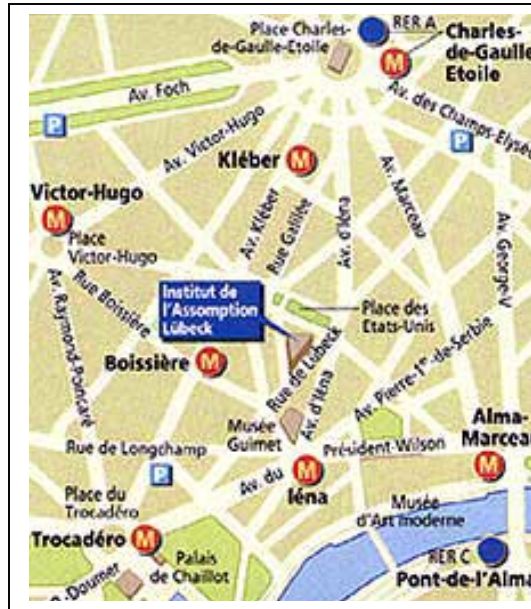 Place Charles-
de-Gaulle-Etoile
RER A
M
Charles-
de-Gaulle
Etoile
Av. Foch
P
Av. des Champs-Elysée
P
Av. Victor-Hugo
Kléber
M
Victor-Hugo
M
Place
Victor-Hugo
Av. Kléber
Rue Galilée
Av. d'Iéna
Av. Marceau
Av. George-V
Av. Raymond-Poincaré
Rue Boissière
Institut de
l'Assomption
Lübeck
Place des
Etats-Unis
Boissière
M
Rue de Lübeck
Av. d'Iéna
Av. Pierre-1er-de-Serbie
Musée
Guimet
Alma-
Marceau
M
Rue de Longchamp
P
Av. du
Président-Wilson
M
Iéna
Place du
Trocadéro
Musée
d'Art moderne
Trocadéro
M
Palais
de Chaillot
RER C
Pont-de-l'Alma
-Doumer